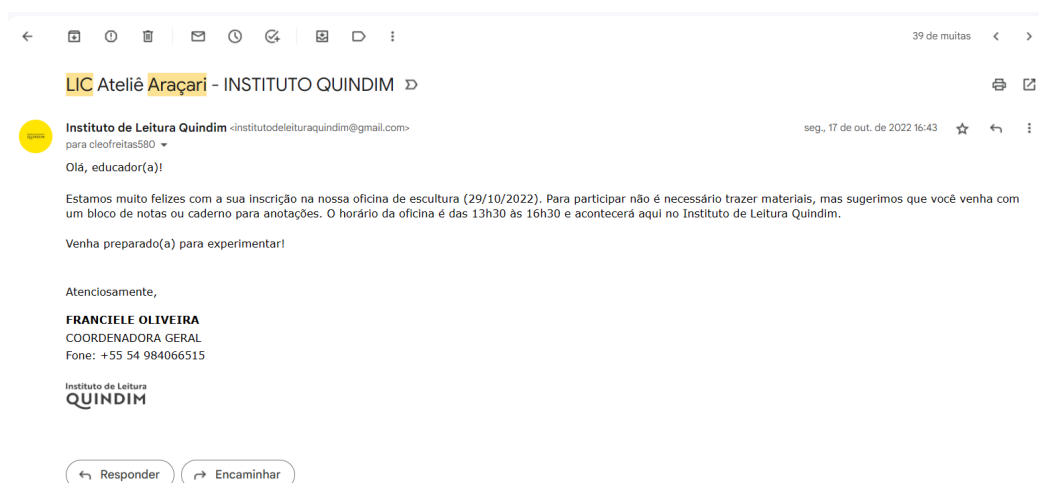 39 de muitas
LIC Ateliê Araçari - INSTITUTO QUINDIM
Instituto de Leitura Quindim <institutodeleituraquindim@gmail.com>
seg., 17 de out. de 2022 16:43
para cleofreitas580
Olá, educador(a)!
Estamos muito felizes com a sua inscrição na nossa oficina de escultura (29/10/2022). Para participar não é necessário trazer materiais, mas sugerimos que você venha com
um bloco de notas ou caderno para anotações. O horário da oficina é das 13h30 às 16h30 e acontecerá aqui no Instituto de Leitura Quindim.
Venha preparado(a) para experimentar!
Atenciosamente,
FRANCIELE OLIVEIRA
COORDENADORA GERAL
Fone: +55 54 984066515
Instituto de Leitura
QUINDIM
Responder
Encaminhar